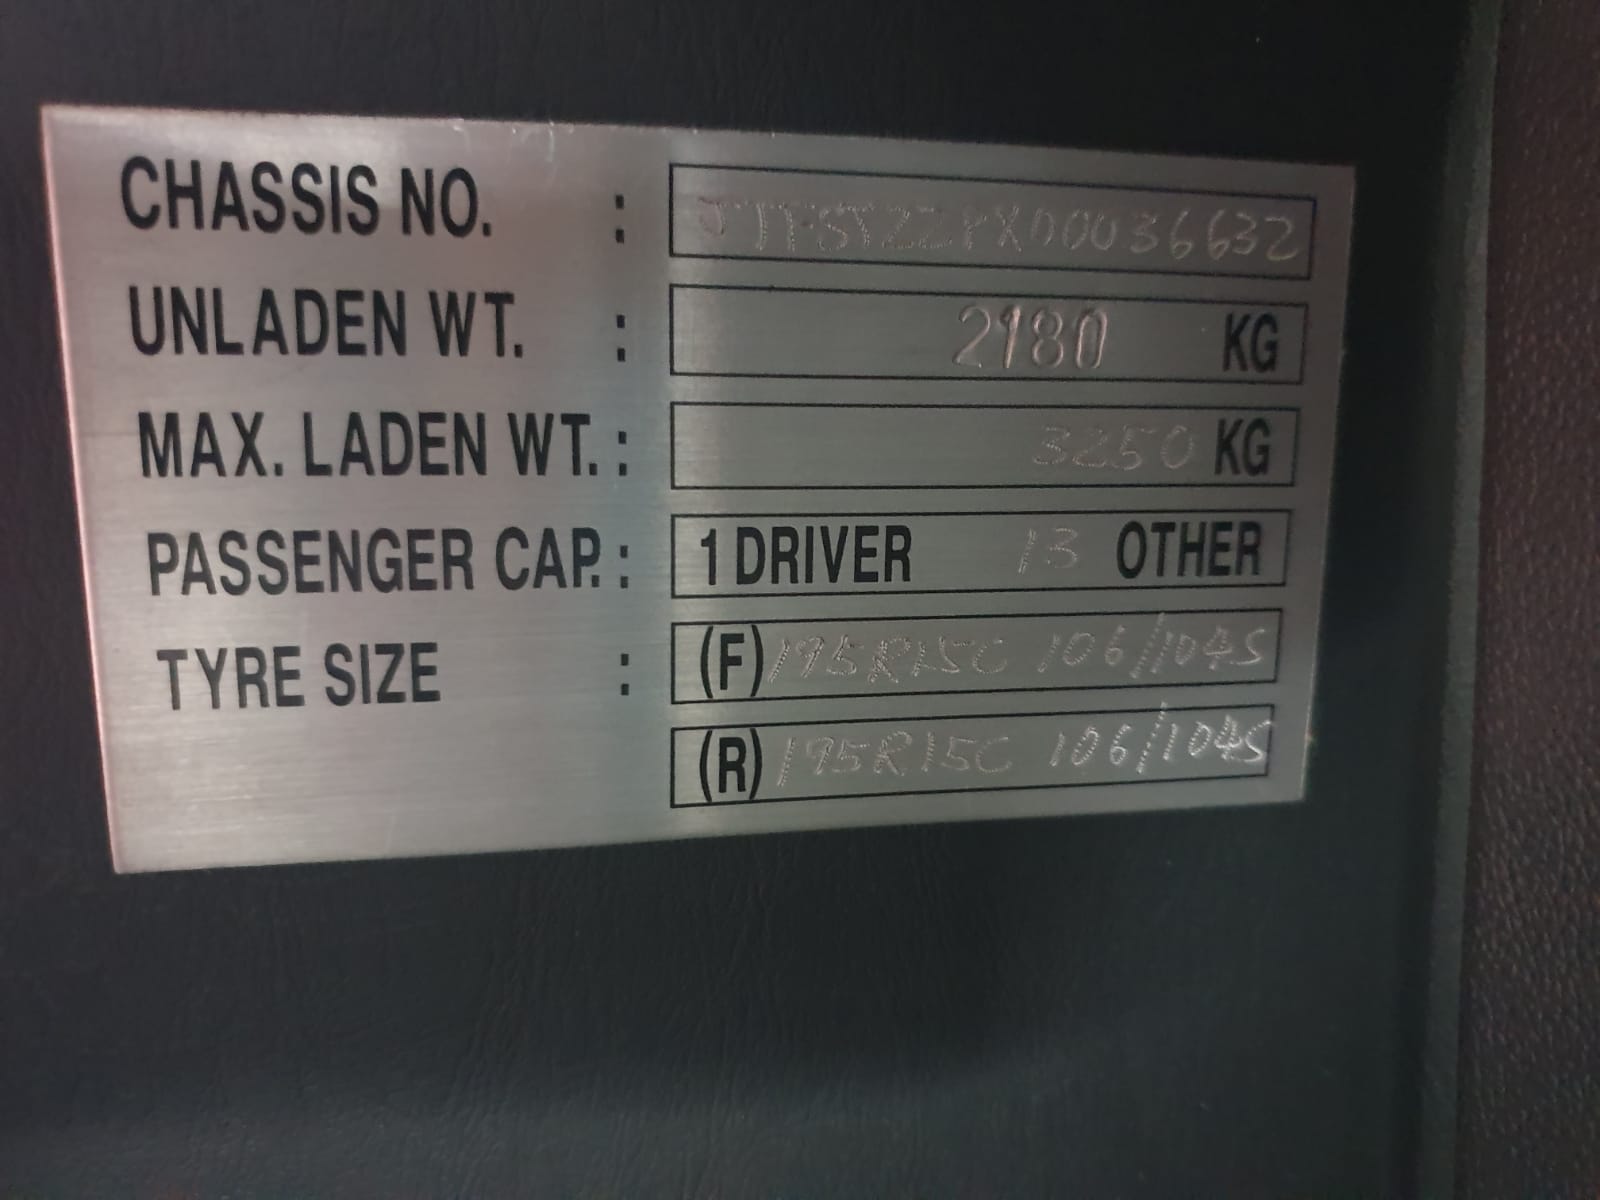 CHASSIS NO. : JTFST22PX00036632
UNLADEN WT. : 2180 KG
MAX. LADEN WT. : 3250 KG
PASSENGER CAP. : 1 DRIVER 13 OTHER
TYRE SIZE : (F) 195R15C 106/104S
(R) 195R15C 106/104S